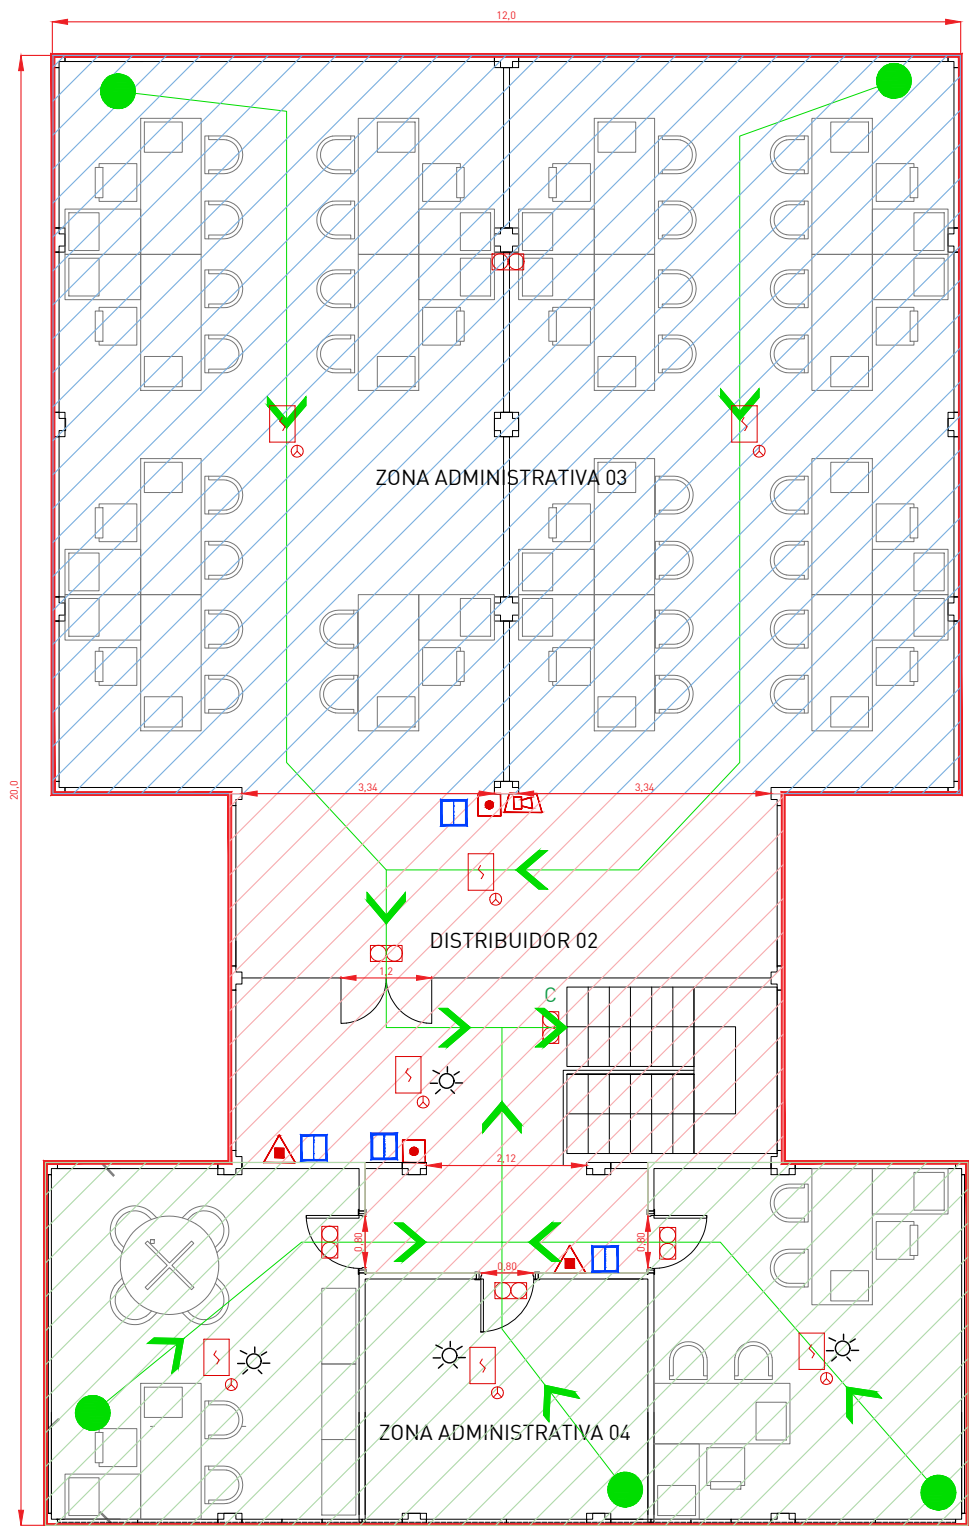 12,0
20,0
ZONA ADMINISTRATIVA 03
3,34
3,34
DISTRIBUIDOR 02
1,2
C
2,12
0,80
0,80
0,80
ZONA ADMINISTRATIVA 04